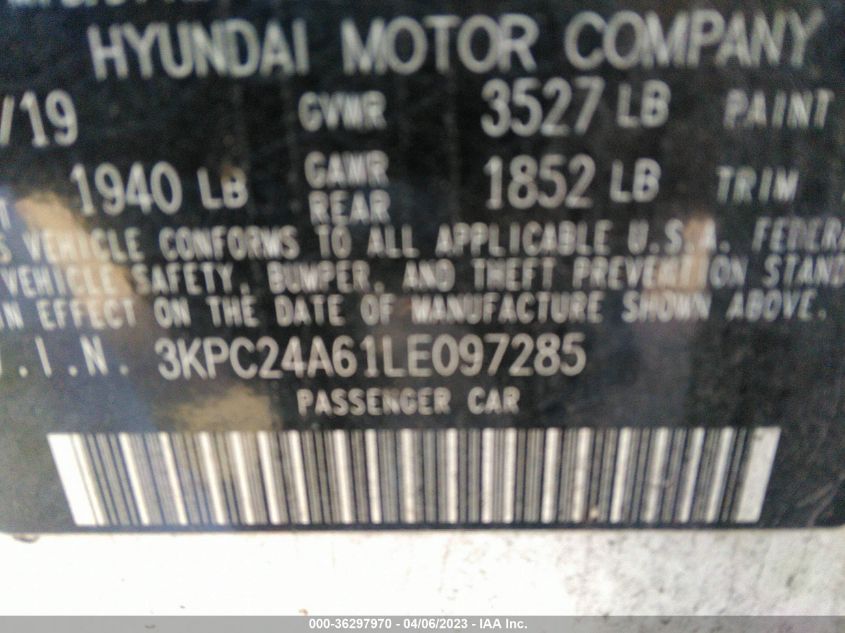 HYUNDAI MOTOR COMPANY
/19 GVWR 3527 LB PAINT
1940 LB GAWR REAR 1852 LB TRIM
VEHICLE CONFORMS TO ALL APPLICABLE U.S.A. FEDERA
VEHICLE SAFETY, BUMPER, AND THEFT PREVENTION STAND
IN EFFECT ON THE DATE OF MANUFACTURE SHOWN ABOVE.
.I.N. 3KPC24A61LE097285
PASSENGER CAR
000-36297970 - 04/06/2023 - IAA Inc.